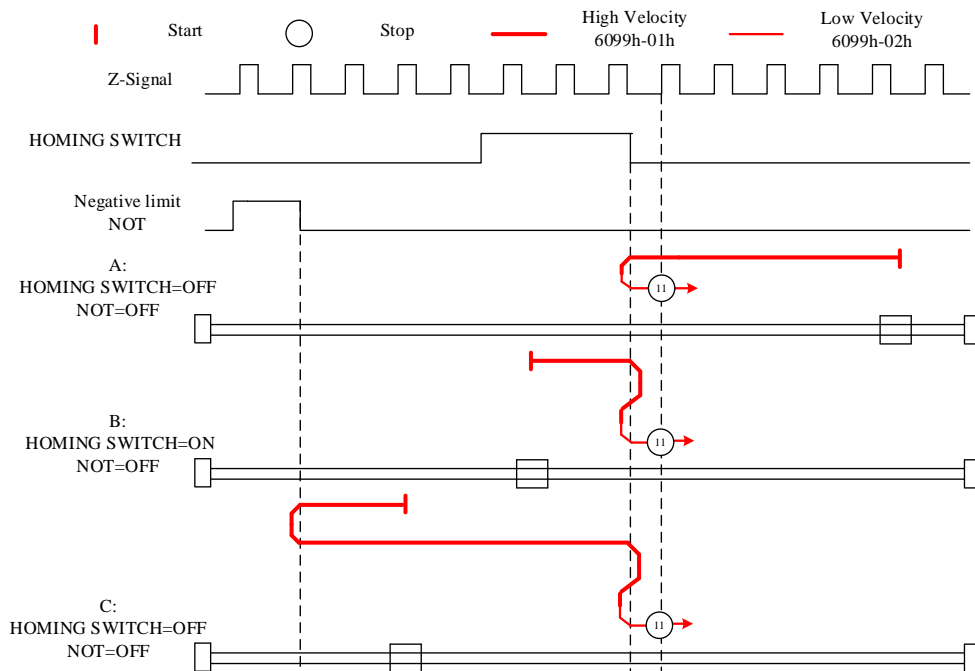 Start
Stop
High Velocity
6099h-01h
Low Velocity
6099h-02h
Z-Signal
HOMING SWITCH
Negative limit
NOT
A:
HOMING SWITCH=OFF
NOT=OFF
11
B:
HOMING SWITCH=ON
NOT=OFF
11
C:
HOMING SWITCH=OFF
NOT=OFF
11